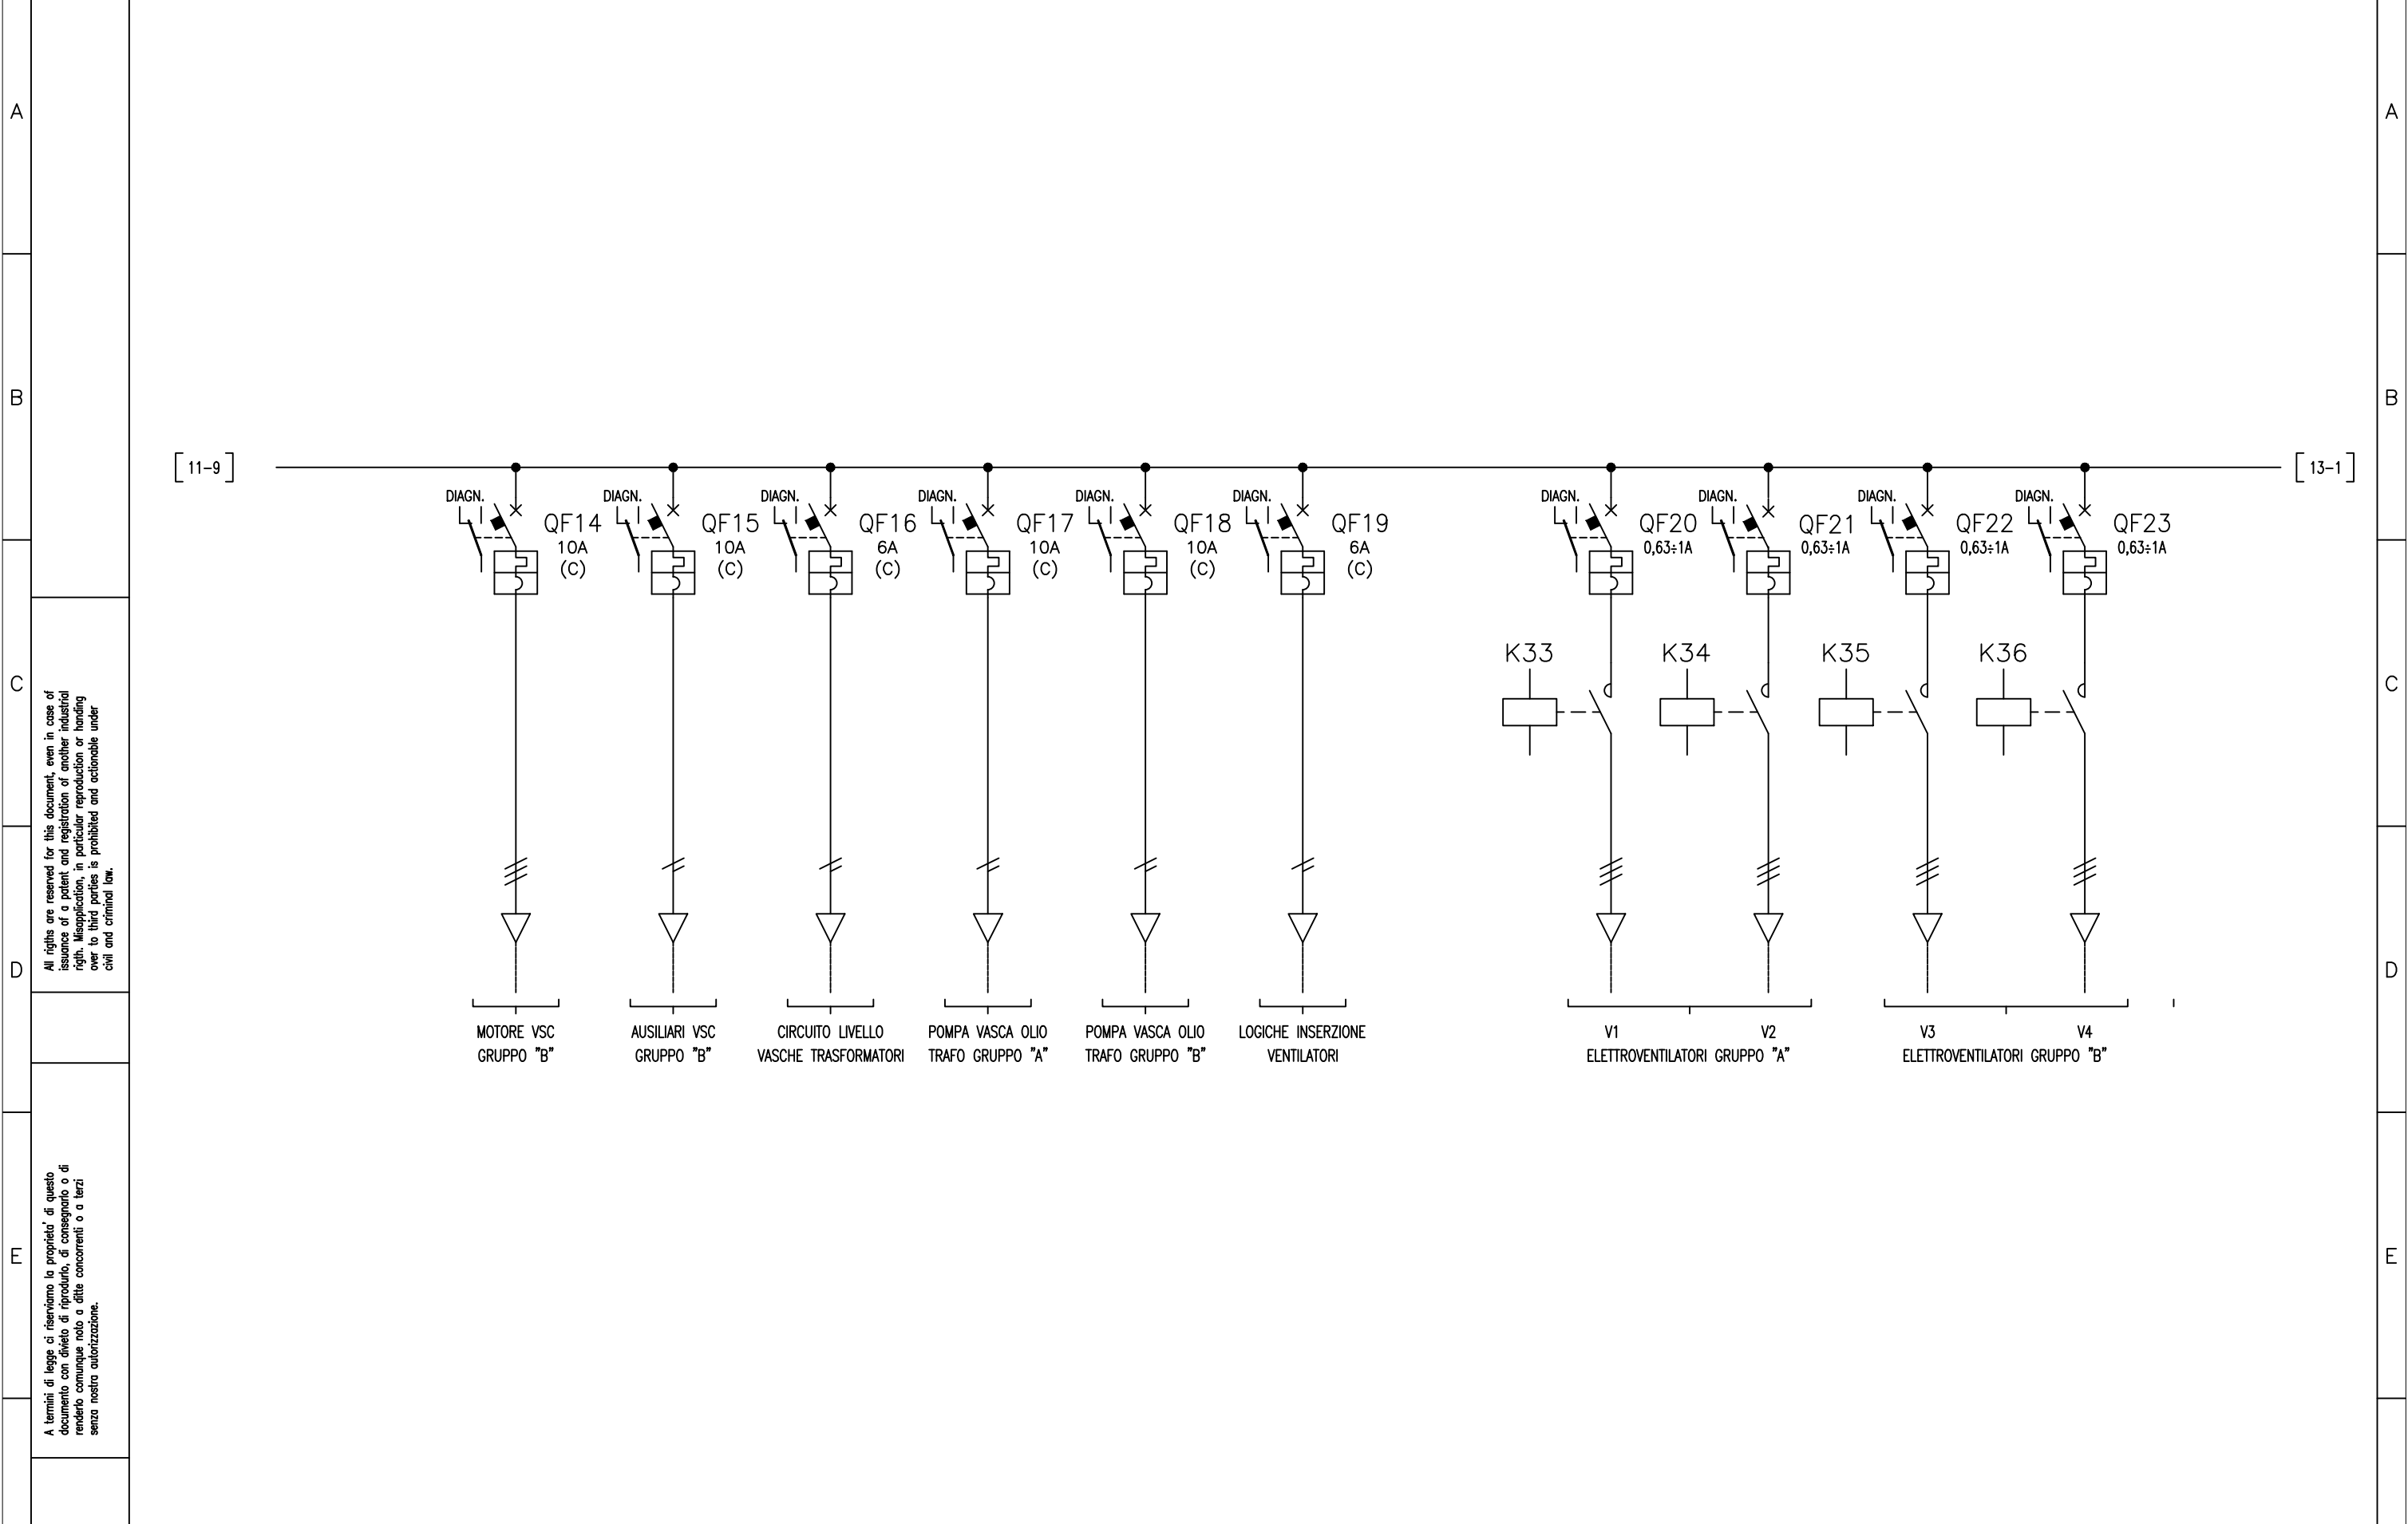 A
A
B
B
[11-9]
[13-1]
DIAGN.
DIAGN.
DIAGN.
DIAGN.
DIAGN.
DIAGN.
DIAGN.
DIAGN.
DIAGN.
DIAGN.
QF14
10A
(C)
QF15
10A
(C)
QF16
6A
(C)
QF17
10A
(C)
QF18
10A
(C)
QF19
6A
(C)
QF20
0,63÷1A
QF21
0,63÷1A
QF22
0,63÷1A
QF23
0,63÷1A
K33
K34
K35
K36
C
C
D
D
MOTORE VSC
GRUPPO "B"
AUSILIARI VSC
GRUPPO "B"
CIRCUITO LIVELLO
VASCHE TRASFORMATORI
POMPA VASCA OLIO
TRAFO GRUPPO "A"
POMPA VASCA OLIO
TRAFO GRUPPO "B"
LOGICHE INSERZIONE
VENTILATORI
V1
V2
ELETTROVENTILATORI GRUPPO "A"
V3
V4
ELETTROVENTILATORI GRUPPO "B"
E
E
All rigths are reserved for this document, even in case of
issuance of a patent and registration of another industrial
rigth. Misapplication, in particular reproduction or handing
over to third parties is prohibited and actionable under
civil and criminal law.
A termini di legge ci riserviamo la proprieta' di questo
documento con divieto di riprodurlo, di consegnarlo o di
renderlo comunque noto a ditte concorrenti o a terzi
senza nostra autorizzazione.